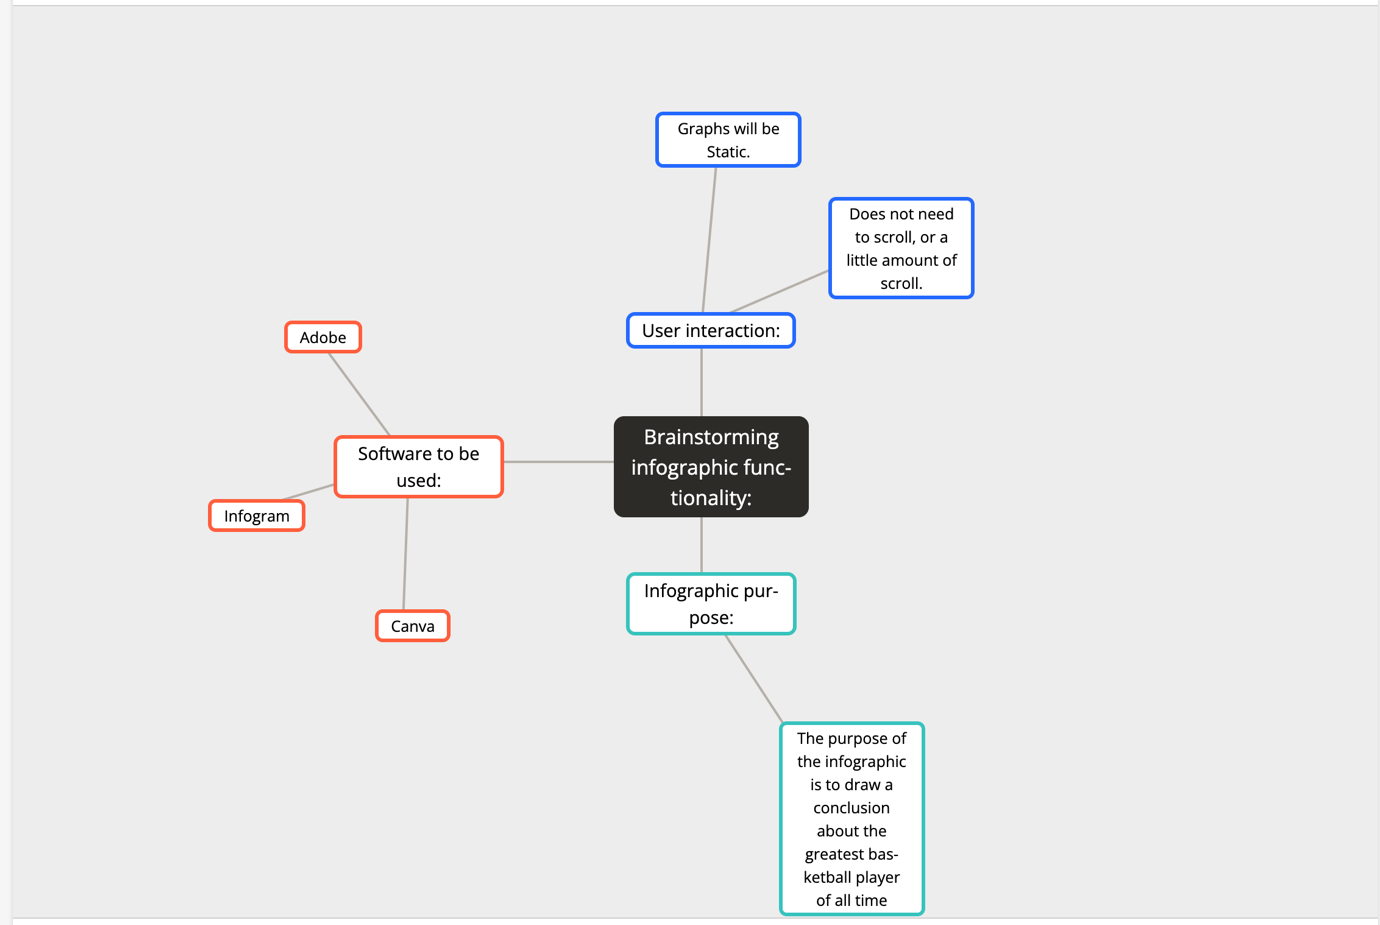 Graphs will be
Static.
Does not need
to scroll, or a
little amount of
scroll.
User interaction:
Adobe
Software to be
used:
Infogram
Canva
Brainstorming
infographic func-
tionality:
Infographic pur-
pose:
The purpose of
the infographic
is to draw a
conclusion
about the
greatest bas-
ketball player
of all time